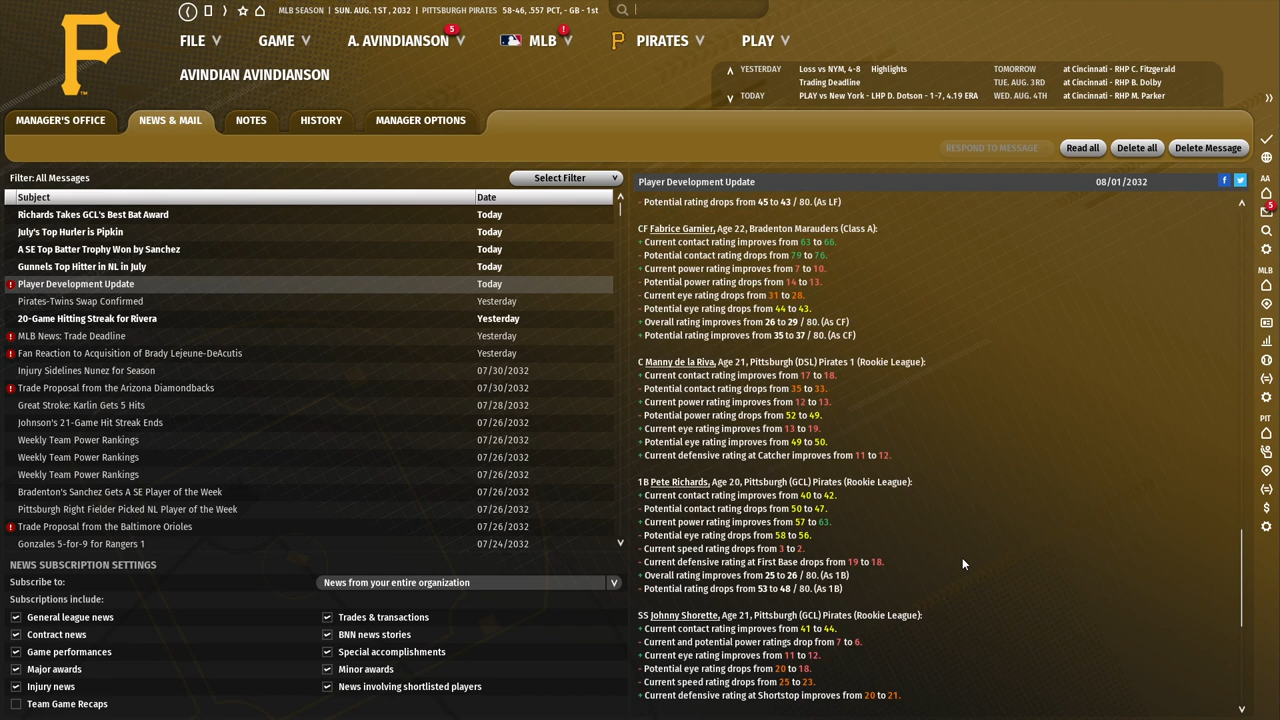 MLB SEASON | SUN. AUG. 1ST , 2032 | PITTSBURGH PIRATES 58-46, .557 PCT, - GB - 1st
FILE GAME A. AVINDIANSON 5 MLB ! PIRATES PLAY
AVINDIAN AVINDIANSON
YESTERDAY Loss vs NYM, 4-8 Highlights TOMORROW at Cincinnati - RHP C. Fitzgerald
Trading Deadline TUE. AUG. 3RD at Cincinnati - RHP B. Dolby
TODAY PLAY vs New York - LHP D. Dotson - 1-7, 4.19 ERA WED. AUG. 4TH at Cincinnati - RHP M. Parker
MANAGER'S OFFICE NEWS & MAIL NOTES HISTORY MANAGER OPTIONS
RESPOND TO MESSAGE Read all Delete all Delete Message
Filter: All Messages Select Filter
Subject Date
Richards Takes GCL's Best Bat Award Today
July's Top Hurler is Pipkin Today
A SE Top Batter Trophy Won by Sanchez Today
Gunnels Top Hitter in NL in July Today
Player Development Update Today
Pirates-Twins Swap Confirmed Yesterday
20-Game Hitting Streak for Rivera Yesterday
MLB News: Trade Deadline Yesterday
Fan Reaction to Acquisition of Brady Lejeune-DeAcutis Yesterday
Injury Sidelines Nunez for Season 07/30/2032
Trade Proposal from the Arizona Diamondbacks 07/30/2032
Great Stroke: Karlin Gets 5 Hits 07/28/2032
Johnson's 21-Game Hit Streak Ends 07/27/2032
Weekly Team Power Rankings 07/26/2032
Weekly Team Power Rankings 07/26/2032
Weekly Team Power Rankings 07/26/2032
Bradenton's Sanchez Gets A SE Player of the Week 07/26/2032
Pittsburgh Right Fielder Picked NL Player of the Week 07/26/2032
Trade Proposal from the Baltimore Orioles 07/26/2032
Gonzales 5-for-9 for Rangers 1 07/24/2032
NEWS SUBSCRIPTION SETTINGS
Subscribe to: News from your entire organization
Subscriptions include:
General league news Trades & transactions
Contract news BNN news stories
Game performances Special accomplishments
Major awards Minor awards
Injury news News involving shortlisted players
Team Game Recaps
Player Development Update 08/01/2032
- Potential rating drops from 45 to 43 / 80. (As LF)
CF Fabrice Garnier, Age 22, Bradenton Marauders (Class A):
+ Current contact rating improves from 63 to 66.
- Potential contact rating drops from 79 to 76.
+ Current power rating improves from 7 to 10.
- Potential power rating drops from 14 to 13.
- Current eye rating drops from 31 to 28.
- Potential eye rating drops from 44 to 43.
+ Overall rating improves from 26 to 29 / 80. (As CF)
+ Potential rating improves from 35 to 37 / 80. (As CF)
C Manny de la Riva, Age 21, Pittsburgh (DSL) Pirates 1 (Rookie League):
+ Current contact rating improves from 17 to 18.
- Potential contact rating drops from 35 to 33.
+ Current power rating improves from 12 to 13.
- Potential power rating drops from 52 to 49.
+ Current eye rating improves from 13 to 19.
+ Potential eye rating improves from 49 to 50.
+ Current defensive rating at Catcher improves from 11 to 12.
1B Pete Richards, Age 20, Pittsburgh (GCL) Pirates (Rookie League):
+ Current contact rating improves from 40 to 42.
- Potential contact rating drops from 50 to 47.
+ Current power rating improves from 57 to 63.
- Potential eye rating drops from 58 to 56.
- Current speed rating drops from 3 to 2.
- Current defensive rating at First Base drops from 19 to 18.
+ Overall rating improves from 25 to 26 / 80. (As 1B)
- Potential rating drops from 53 to 48 / 80. (As 1B)
SS Johnny Shorette, Age 21, Pittsburgh (GCL) Pirates (Rookie League):
+ Current contact rating improves from 41 to 44.
- Current and potential power ratings drop from 7 to 6.
+ Current eye rating improves from 11 to 12.
- Potential eye rating drops from 20 to 18.
- Current speed rating drops from 25 to 23.
+ Current defensive rating at Shortstop improves from 20 to 21.
AA
5
MLB
PIT